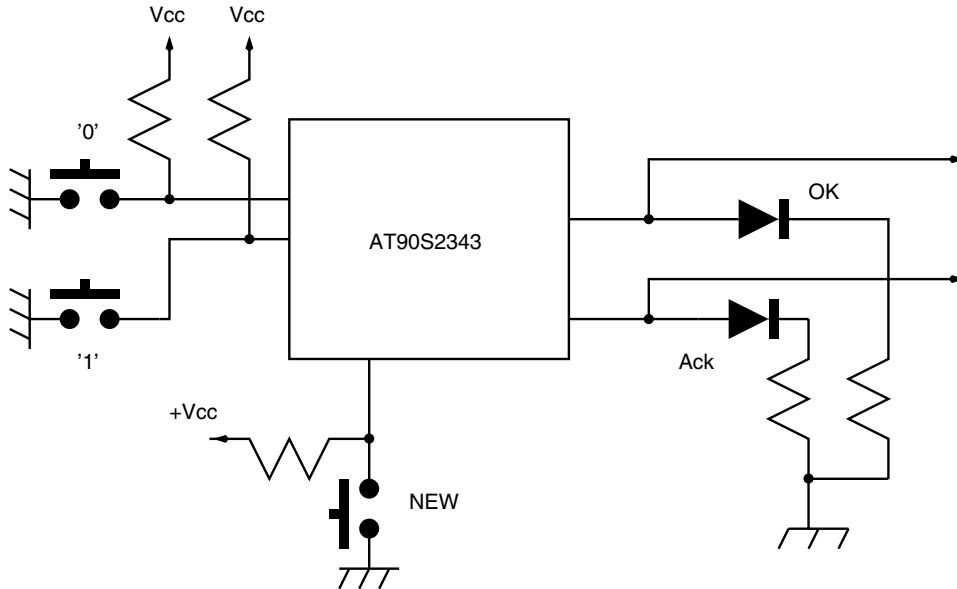 Vcc
Vcc
'0'
OK
AT90S2343
'1'
Ack
+Vcc
NEW